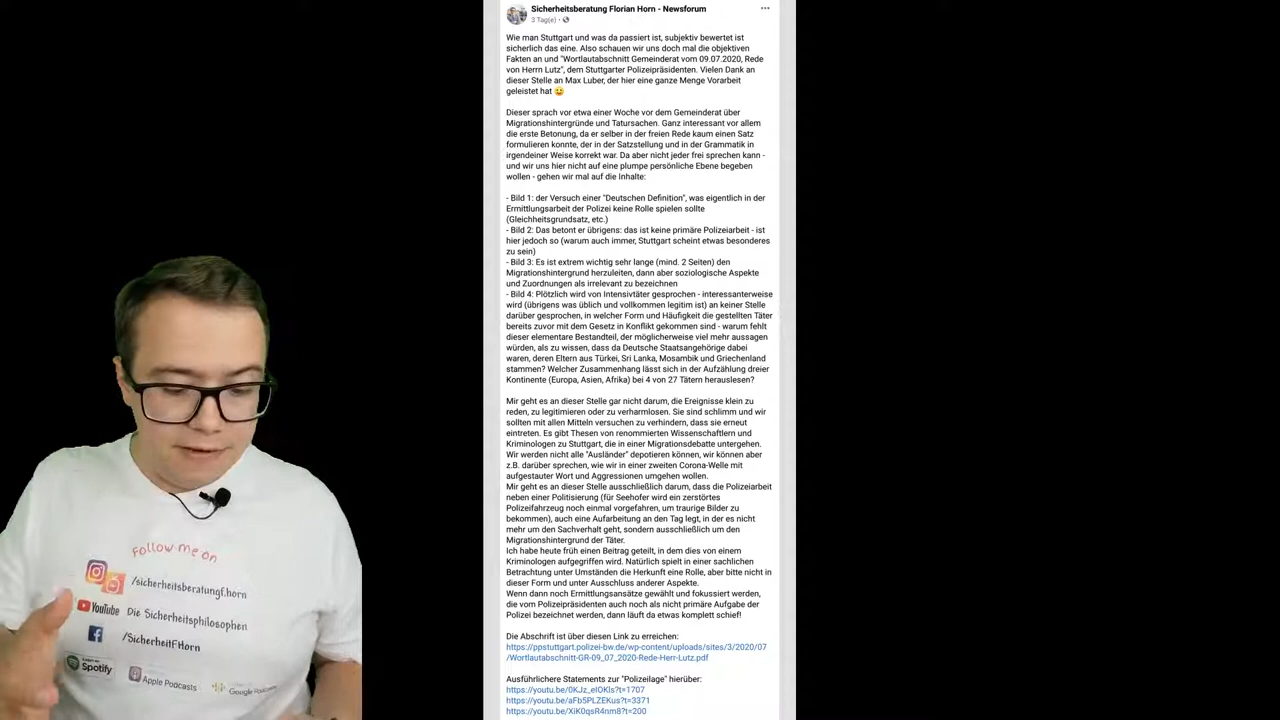 Sicherheitsberatung Florian Horn - Newsforum
3 Tag(e) ·
Wie man Stuttgart und was da passiert ist, subjektiv bewertet ist
sicherlich das eine. Also schauen wir uns doch mal die objektiven
Fakten an und "Wortlautabschnitt Gemeinderat vom 09.07.2020, Rede
von Herrn Lutz", dem Stuttgarter Polizeipräsidenten. Vielen Dank an
dieser Stelle an Max Luber, der hier eine ganze Menge Vorarbeit
geleistet hat 😀
Dieser sprach vor etwa einer Woche vor dem Gemeinderat über
Migrationshintergründe und Tatursachen. Ganz interessant vor allem
die erste Betonung, da er selber in der freien Rede kaum einen Satz
formulieren konnte, der in der Satzstellung und in der Grammatik in
irgendeiner Weise korrekt war. Da aber nicht jeder frei sprechen kann -
und wir uns hier nicht auf eine plumpe persönliche Ebene begeben
wollen - gehen wir mal auf die Inhalte:
- Bild 1: der Versuch einer "Deutschen Definition", was eigentlich in der
Ermittlungsarbeit der Polizei keine Rolle spielen sollte
(Gleichheitsgrundsatz, etc.)
- Bild 2: Das betont er übrigens: das ist keine primäre Polizeiarbeit - ist
hier jedoch so (warum auch immer, Stuttgart scheint etwas besonderes
zu sein)
- Bild 3: Es ist extrem wichtig sehr lange (mind. 2 Seiten) den
Migrationshintergrund herzuleiten, dann aber soziologische Aspekte
und Zuordnungen als irrelevant zu bezeichnen
- Bild 4: Plötzlich wird von Intensivtäter gesprochen - interessanterweise
wird (übrigens was üblich und vollkommen legitim ist) an keiner Stelle
darüber gesprochen, in welcher Form und Häufigkeit die gestellten Täter
bereits zuvor mit dem Gesetz in Konflikt gekommen sind - warum fehlt
dieser elementare Bestandteil, der möglicherweise viel mehr aussagen
würden, als zu wissen, dass da Deutsche Staatsangehörige dabei
waren, deren Eltern aus Türkei, Sri Lanka, Mosambik und Griechenland
stammen? Welcher Zusammenhang lässt sich in der Aufzählung dreier
Kontinente (Europa, Asien, Afrika) bei 4 von 27 Tätern herauslesen?
Mir geht es an dieser Stelle gar nicht darum, die Ereignisse klein zu
reden, zu legitimieren oder zu verharmlosen. Sie sind schlimm und wir
sollten mit allen Mitteln versuchen zu verhindern, dass sie erneut
eintreten. Es gibt Thesen von renommierten Wissenschaftlern und
Kriminologen zu Stuttgart, die in einer Migrationsdebatte untergehen.
Wir werden nicht alle "Ausländer" depotieren können, wir können aber
z.B. darüber sprechen, wie wir in einer zweiten Corona-Welle mit
aufgestauter Wort und Aggressionen umgehen wollen.
Mir geht es an dieser Stelle ausschließlich darum, dass die Polizeiarbeit
neben einer Politisierung (für Seehofer wird ein zerstörtes
Polizeifahrzeug noch einmal vorgefahren, um traurige Bilder zu
bekommen), auch eine Aufarbeitung an den Tag legt, in der es nicht
mehr um den Sachverhalt geht, sondern ausschließlich um den
Migrationshintergrund der Täter.
Ich habe heute früh einen Beitrag geteilt, in dem dies von einem
Kriminologen aufgegriffen wird. Natürlich spielt in einer sachlichen
Betrachtung unter Umständen die Herkunft eine Rolle, aber bitte nicht in
dieser Form und unter Ausschluss anderer Aspekte.
Wenn dann noch Ermittlungsansätze gewählt und fokussiert werden,
die vom Polizeipräsidenten auch noch als nicht primäre Aufgabe der
Polizei bezeichnet werden, dann läuft da etwas komplett schief!
Die Abschrift ist über diesen Link zu erreichen:
https://ppstuttgart.polizei-bw.de/wp-content/uploads/sites/3/2020/07
/Wortlautabschnitt-GR-09_07_2020-Rede-Herr-Lutz.pdf
Ausführlichere Statements zur "Polizeilage" hierüber:
https://youtu.be/0KJz_eIOKls?t=1707
https://youtu.be/aFb5PLZEKus?t=3371
https://youtu.be/XiK0qsR4nm8?t=200
Follow me on
/sicherheitsberatungf.horn
YouTube Die Sicherheitsphilosophen
/SicherheitFHorn
Spotify
Apple Podcasts
Google Podcasts